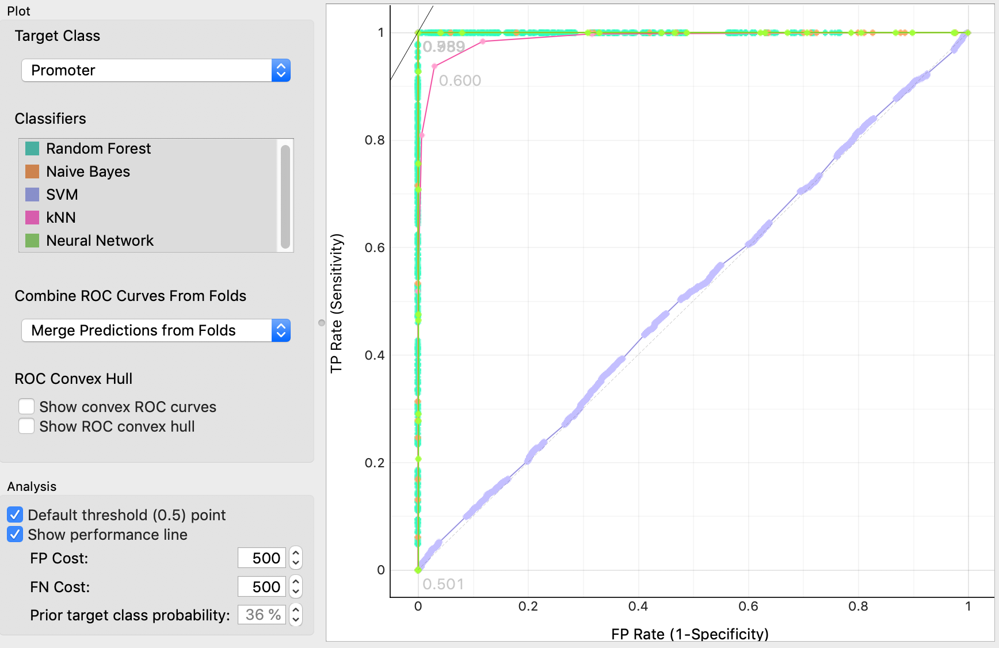 Plot
Target Class
Promoter
Classifiers
Random Forest
Naive Bayes
SVM
kNN
Neural Network
Combine ROC Curves From Folds
Merge Predictions from Folds
ROC Convex Hull
Show convex ROC curves
Show ROC convex hull
Analysis
Default threshold (0.5) point
Show performance line
FP Cost: 500
FN Cost: 500
Prior target class probability: 36 %
TP Rate (Sensitivity)
1
0.8
0.6
0.4
0.2
0
0.600
0.501
0 0.2 0.4 0.6 0.8 1
FP Rate (1-Specificity)